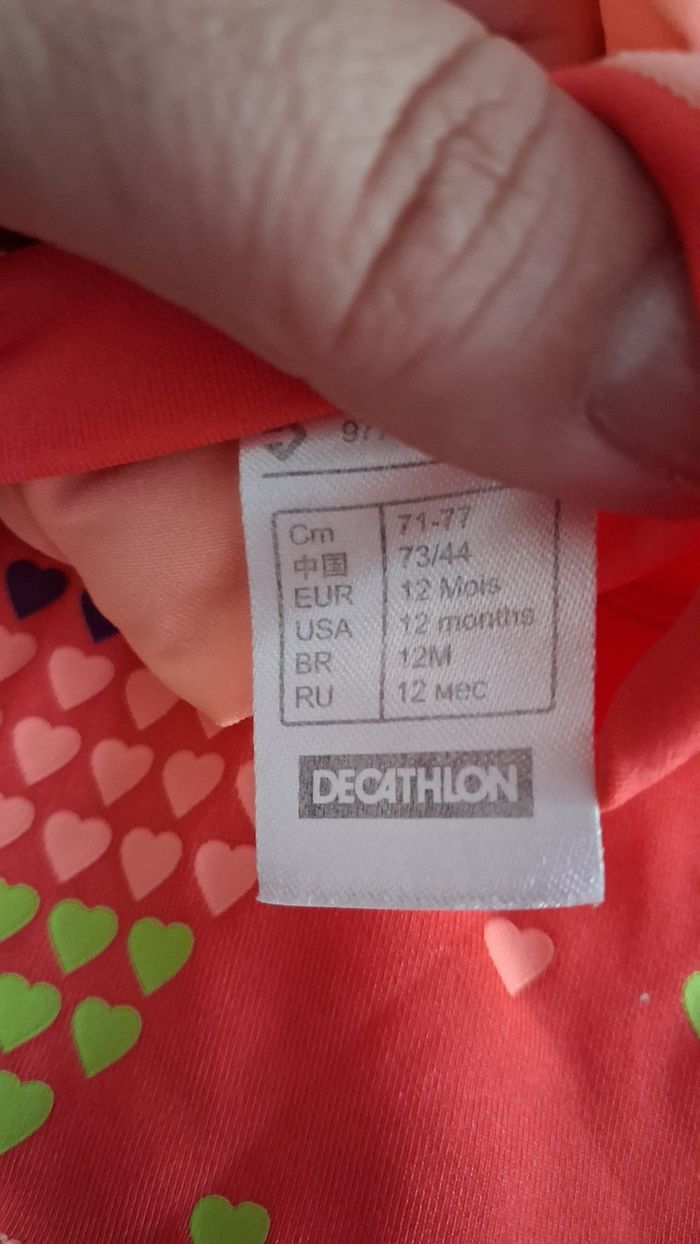 Cm 71-77
中国 73/44
EUR 12 Mois
USA 12 months
BR 12M
RU 12 мес
DECATHLON